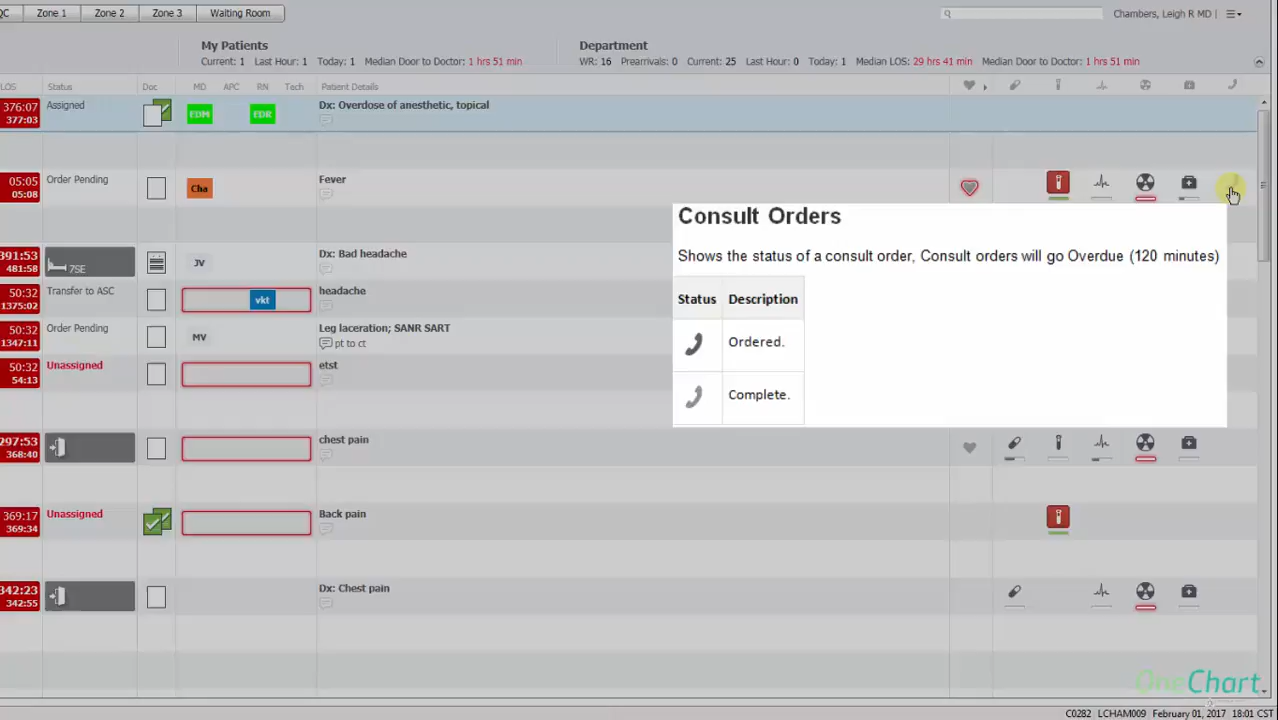 QC Zone 1 Zone 2 Zone 3 Waiting Room Chambers, Leigh R MD |
My Patients Department
Current: 1 Last Hour: 1 Today: 1 Median Door to Doctor: 1 hrs 51 min WR: 16 Prearrivals: 0 Current: 25 Last Hour: 0 Today: 1 Median LOS: 29 hrs 41 min Median Door to Doctor: 1 hrs 51 min
LOS Status Doc MD APC RN Tech Patient Details
376:07 Assigned Dx: Overdose of anesthetic, topical
377:03 EDM EDR
05:05 Order Pending Fever
05:08 Cha
Consult Orders
Shows the status of a consult order, Consult orders will go Overdue (120 minutes)
Status Description
Ordered.
Complete.
391:53 Dx: Bad headache
481:58 7SE JV
50:32 Transfer to ASC headache
1375:02 vkt
50:32 Order Pending Leg laceration; SANR SART
1347:11 MV pt to ct
50:32 Unassigned etst
54:13
297:53 chest pain
368:40
369:17 Unassigned Back pain
369:34
342:23 Dx: Chest pain
342:55
OneChart
C0282 LCHAM009 February 01, 2017 18:01 CST